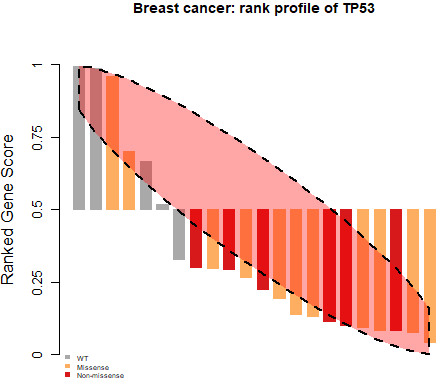 Breast cancer: rank profile of TP53
Ranked Gene Score
1
0.75
0.5
0.25
0
WT
Missense
Non-missense